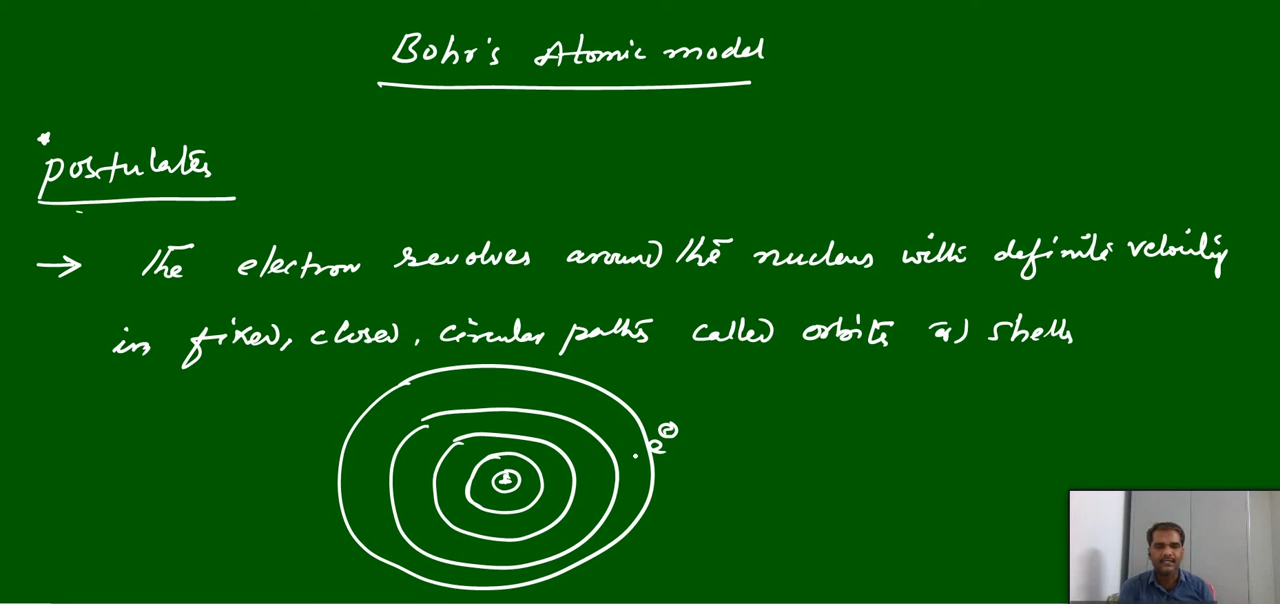 Bohr's Atomic model
* postulates
→ The electron revolves around the nucleus with definite velocity
in fixed, closed, circular paths called orbits (or) shells
e⊖